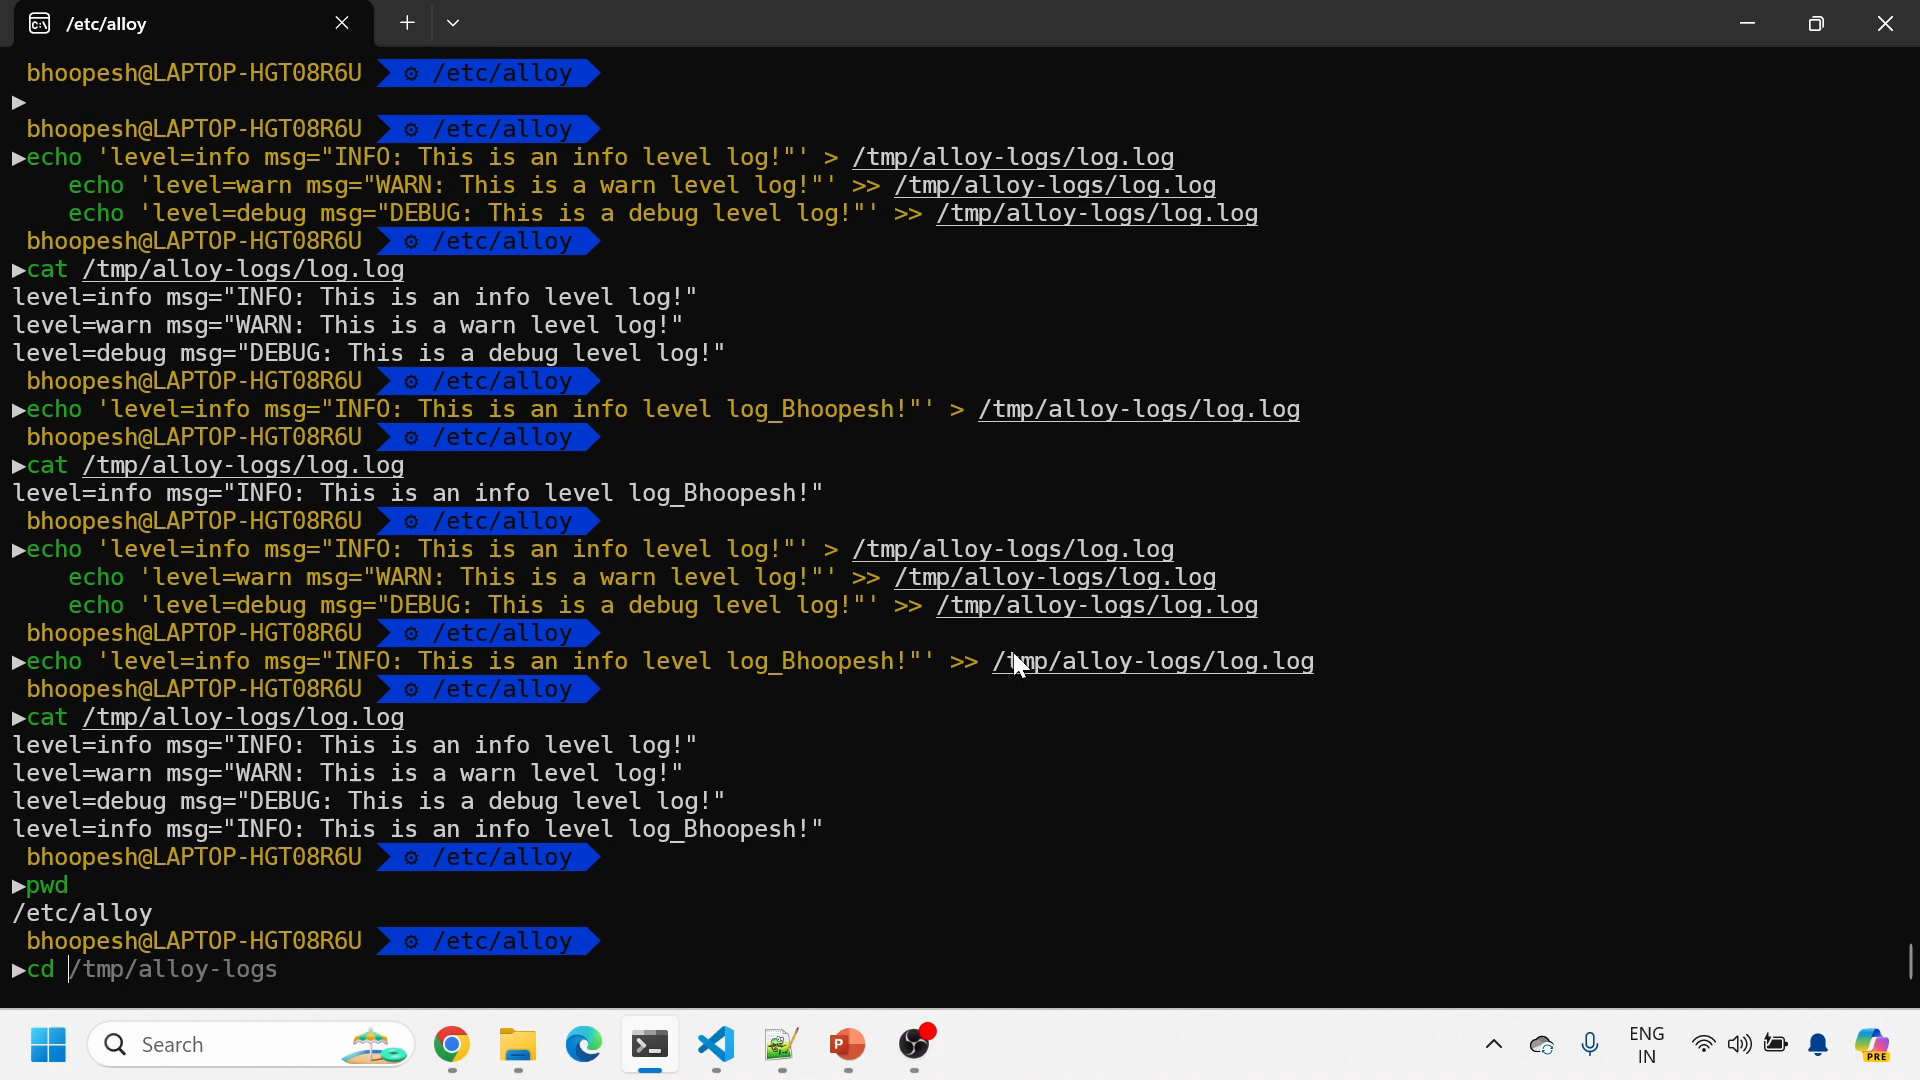 /etc/alloy
bhoopesh@LAPTOP-HGT08R6U ⚙ /etc/alloy
▶
bhoopesh@LAPTOP-HGT08R6U ⚙ /etc/alloy
▶echo 'level=info msg="INFO: This is an info level log!"' > /tmp/alloy-logs/log.log
echo 'level=warn msg="WARN: This is a warn level log!"' >> /tmp/alloy-logs/log.log
echo 'level=debug msg="DEBUG: This is a debug level log!"' >> /tmp/alloy-logs/log.log
bhoopesh@LAPTOP-HGT08R6U ⚙ /etc/alloy
▶cat /tmp/alloy-logs/log.log
level=info msg="INFO: This is an info level log!"
level=warn msg="WARN: This is a warn level log!"
level=debug msg="DEBUG: This is a debug level log!"
bhoopesh@LAPTOP-HGT08R6U ⚙ /etc/alloy
▶echo 'level=info msg="INFO: This is an info level log_Bhoopesh!"' > /tmp/alloy-logs/log.log
bhoopesh@LAPTOP-HGT08R6U ⚙ /etc/alloy
▶cat /tmp/alloy-logs/log.log
level=info msg="INFO: This is an info level log_Bhoopesh!"
bhoopesh@LAPTOP-HGT08R6U ⚙ /etc/alloy
▶echo 'level=info msg="INFO: This is an info level log!"' > /tmp/alloy-logs/log.log
echo 'level=warn msg="WARN: This is a warn level log!"' >> /tmp/alloy-logs/log.log
echo 'level=debug msg="DEBUG: This is a debug level log!"' >> /tmp/alloy-logs/log.log
bhoopesh@LAPTOP-HGT08R6U ⚙ /etc/alloy
▶echo 'level=info msg="INFO: This is an info level log_Bhoopesh!"' >> /tmp/alloy-logs/log.log
bhoopesh@LAPTOP-HGT08R6U ⚙ /etc/alloy
▶cat /tmp/alloy-logs/log.log
level=info msg="INFO: This is an info level log!"
level=warn msg="WARN: This is a warn level log!"
level=debug msg="DEBUG: This is a debug level log!"
level=info msg="INFO: This is an info level log_Bhoopesh!"
bhoopesh@LAPTOP-HGT08R6U ⚙ /etc/alloy
▶pwd
/etc/alloy
bhoopesh@LAPTOP-HGT08R6U ⚙ /etc/alloy
▶cd /tmp/alloy-logs
Search
ENG
IN
PRE